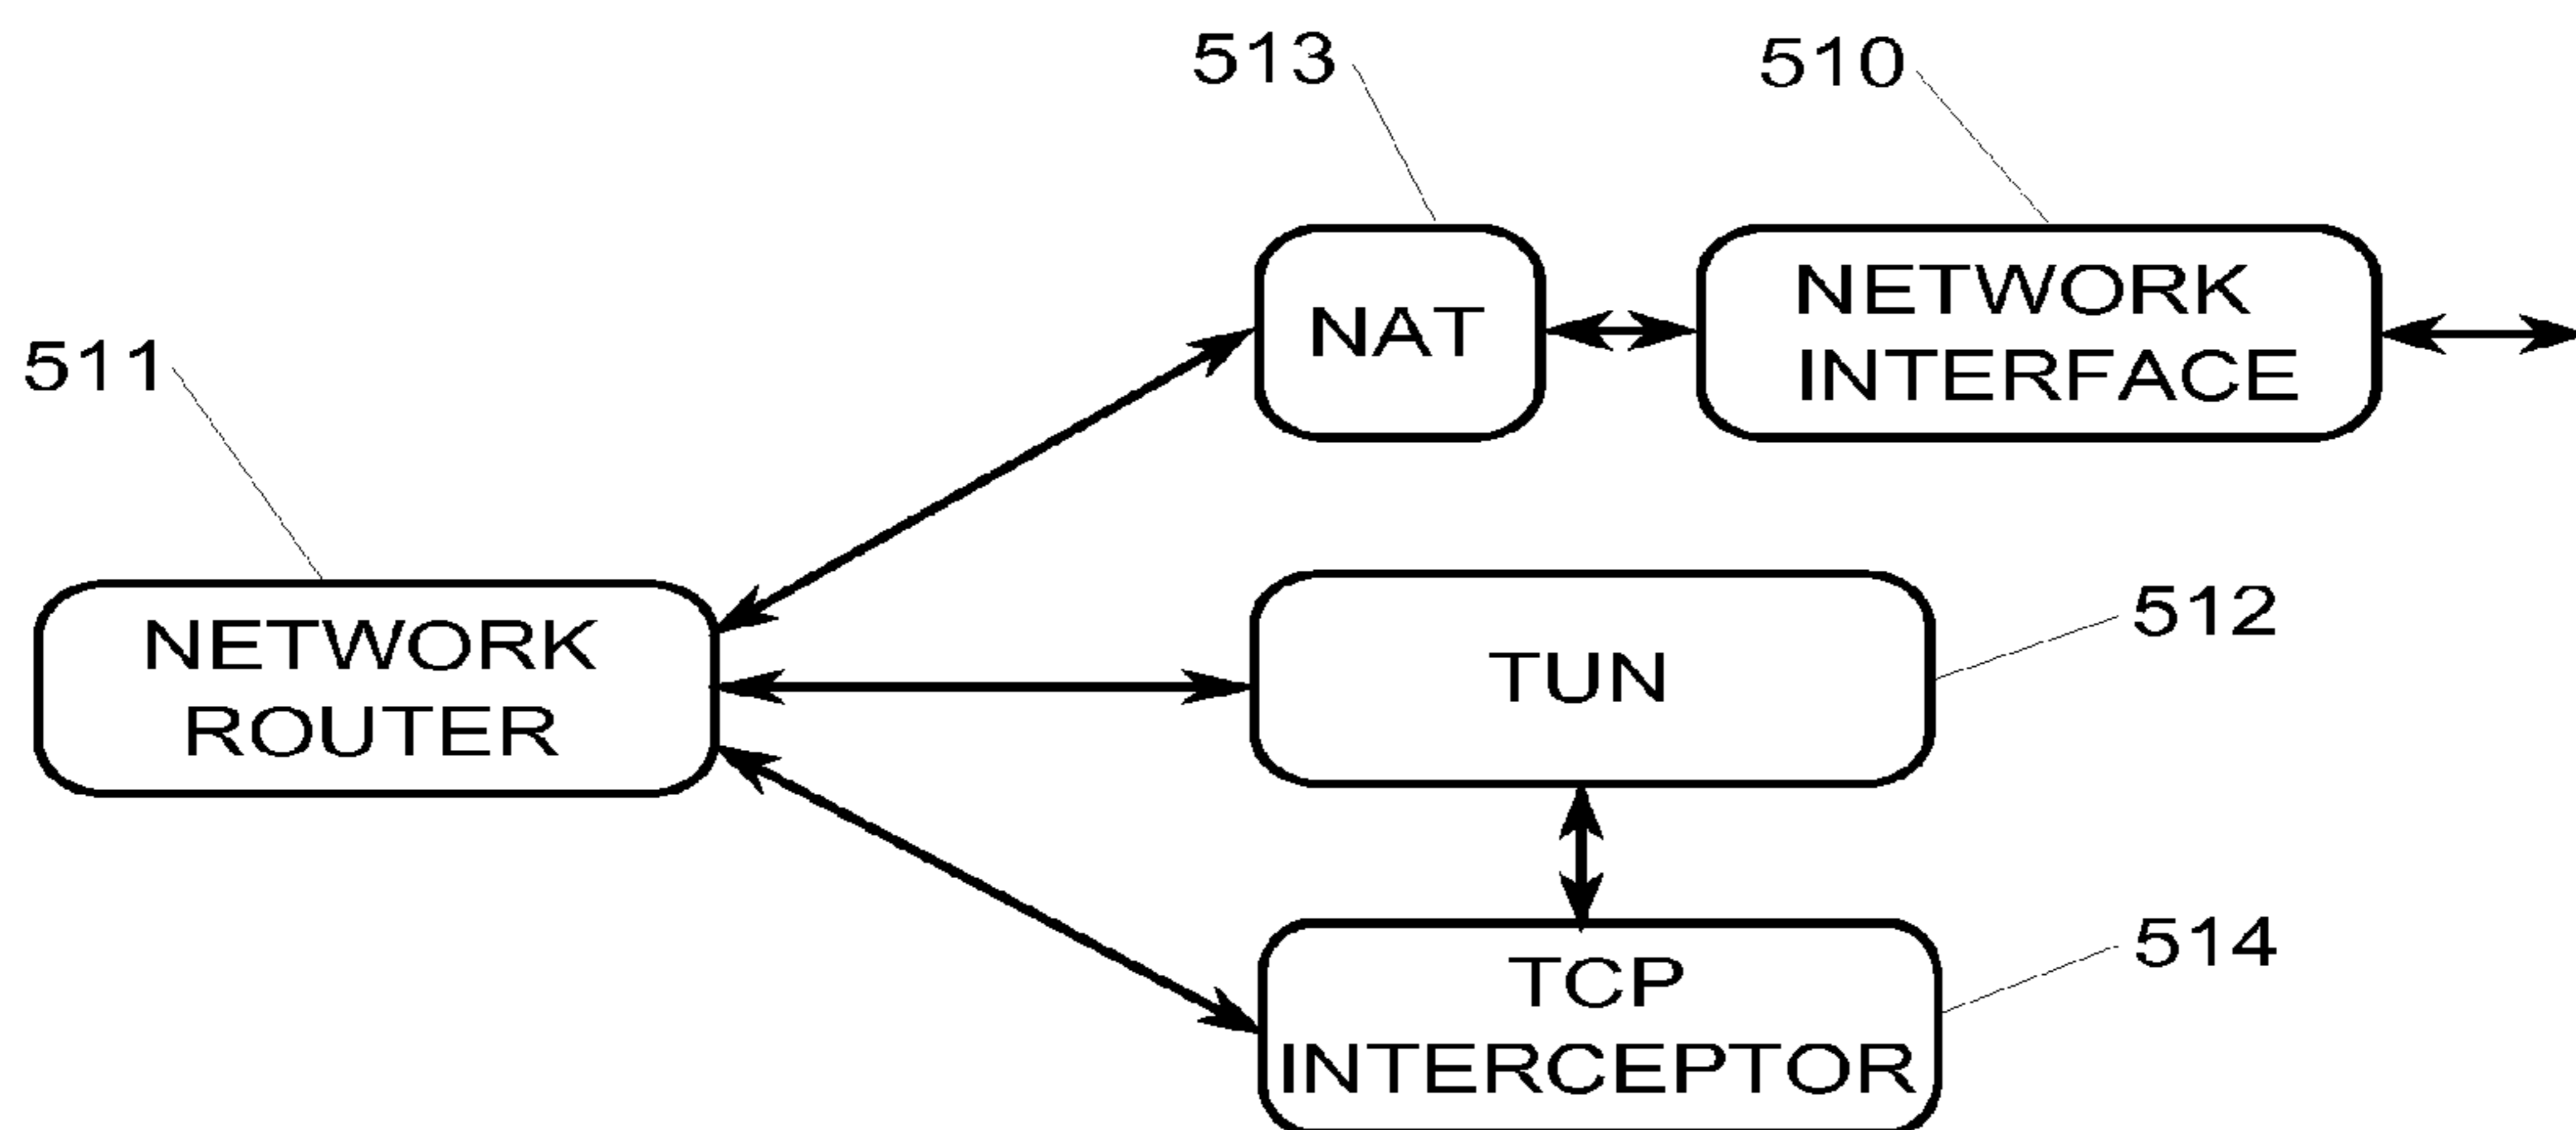 513
510
NAT
NETWORK
INTERFACE
511
NETWORK
ROUTER
TUN
512
TCP
INTERCEPTOR
514